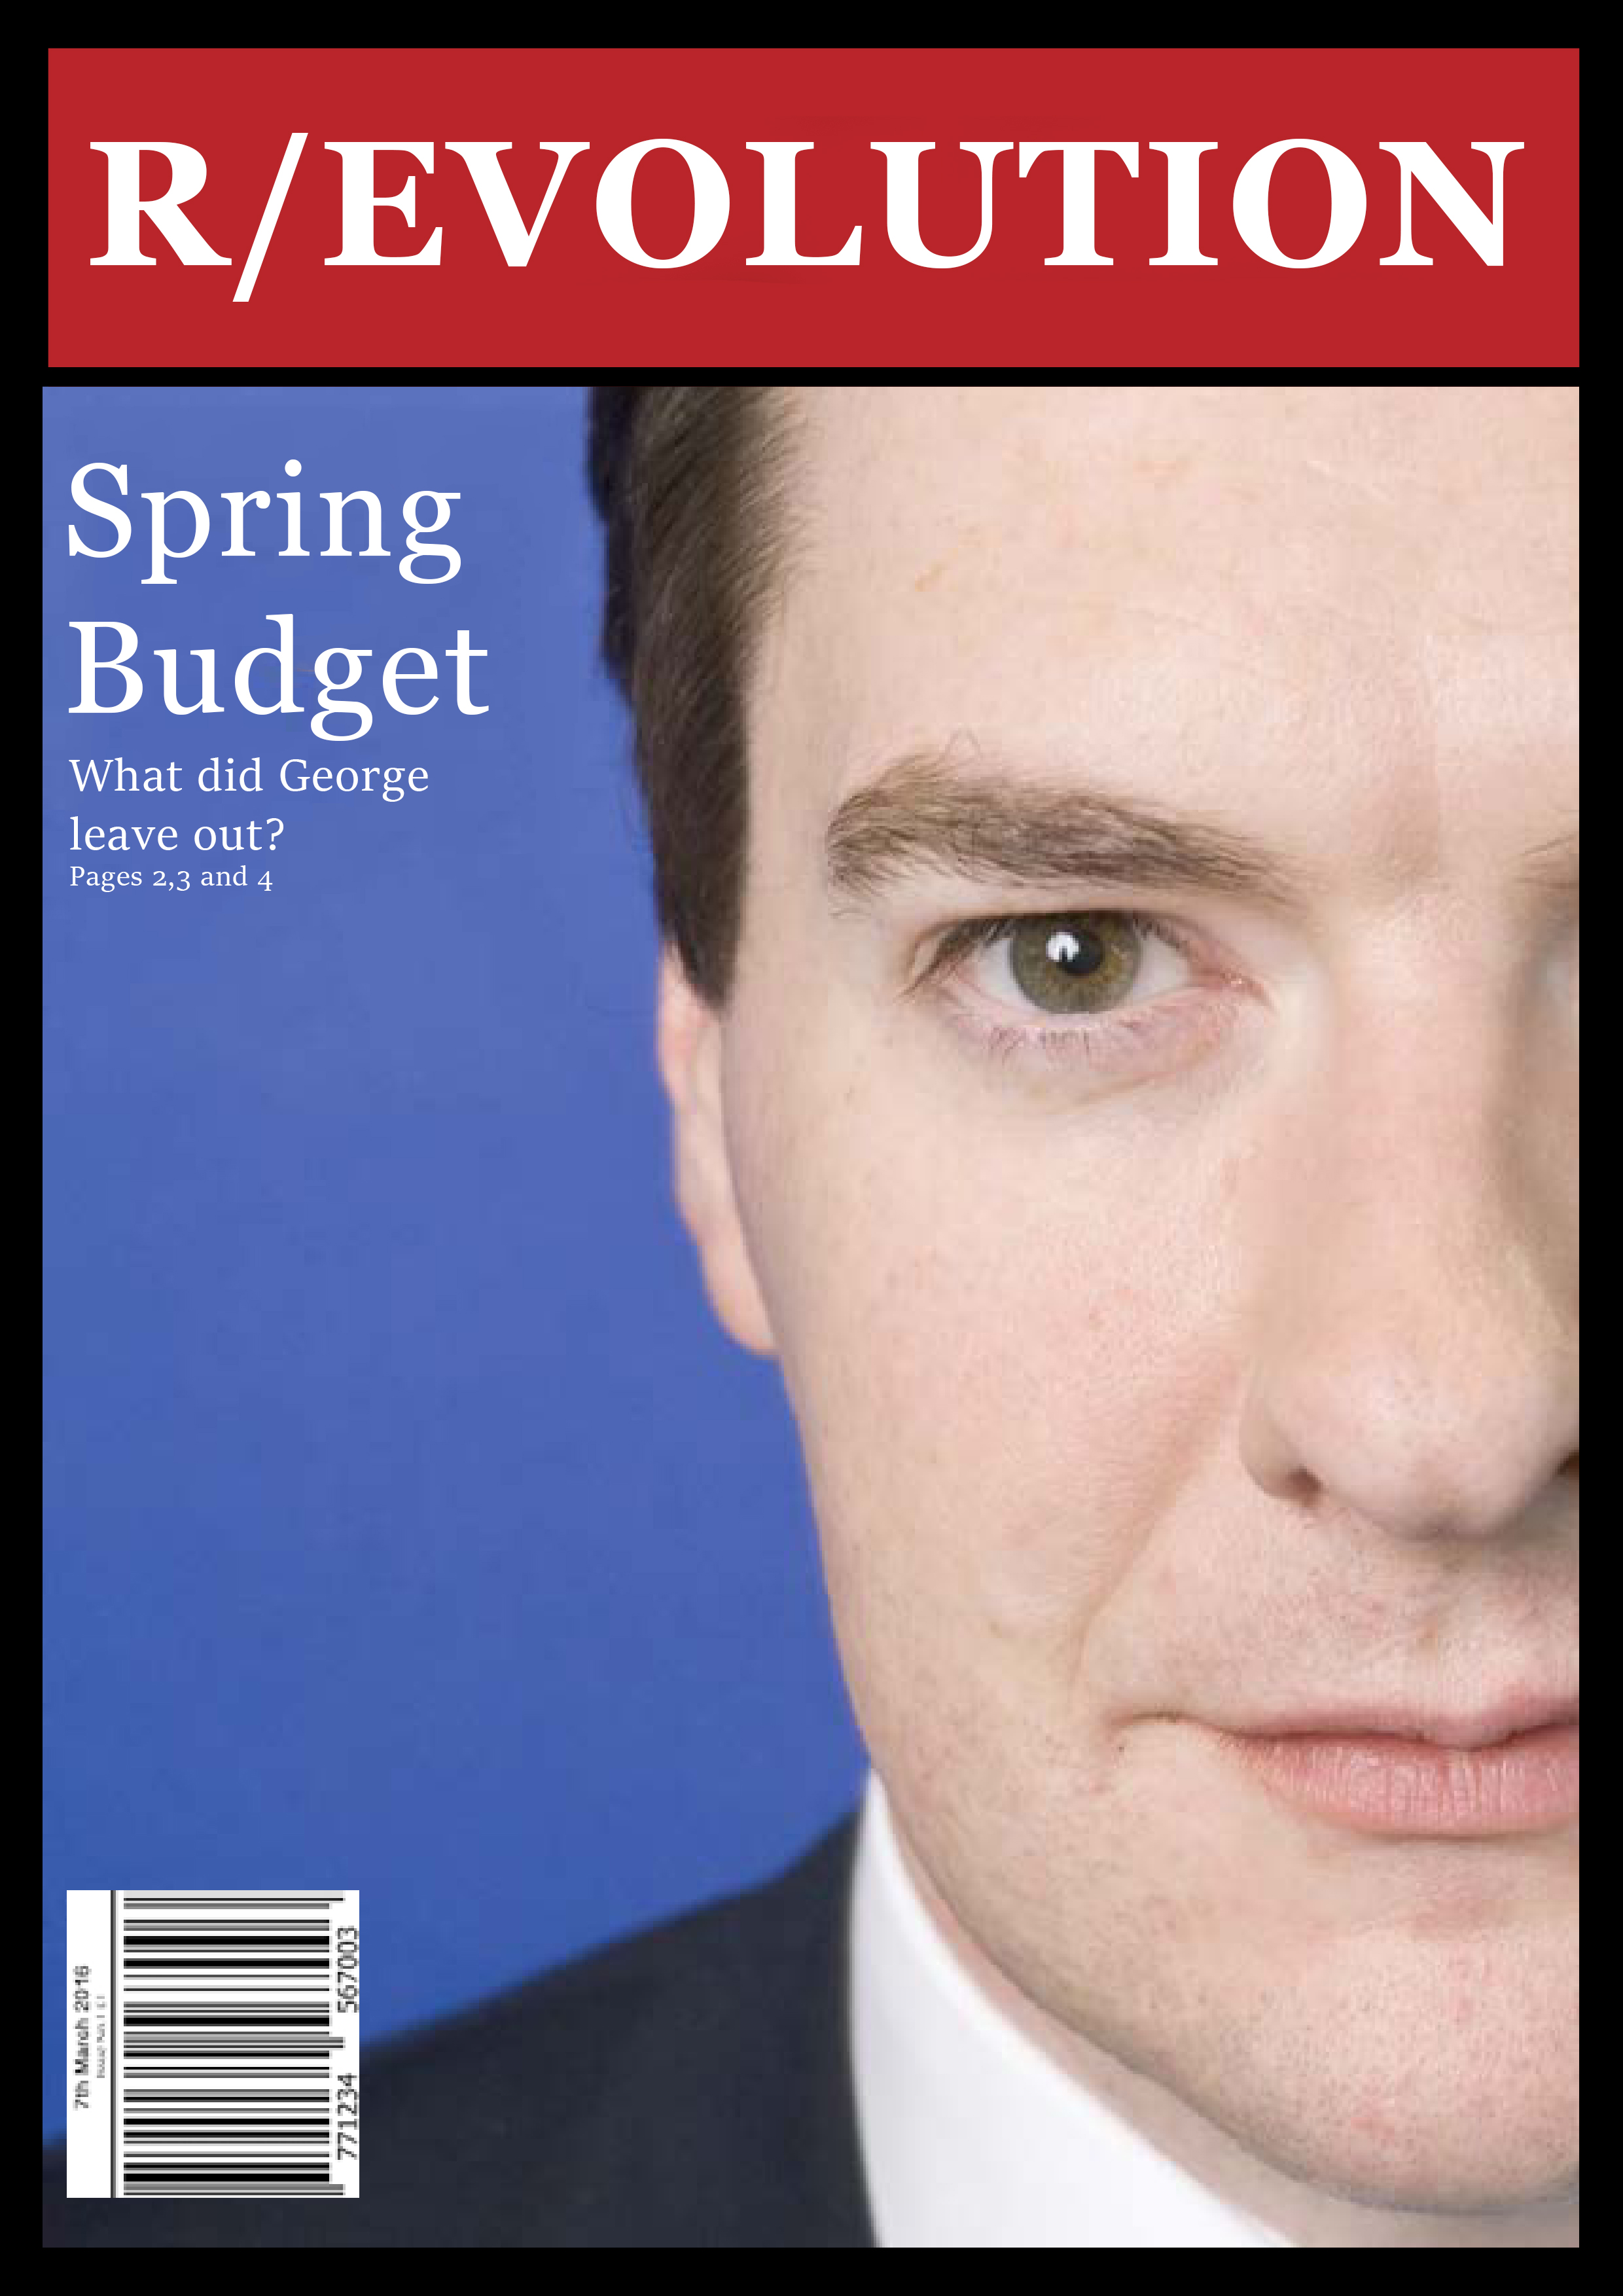 R/EVOLUTION
Spring
Budget
What did George
leave out?
Pages 2,3 and 4
7th March 2016
771234 567003